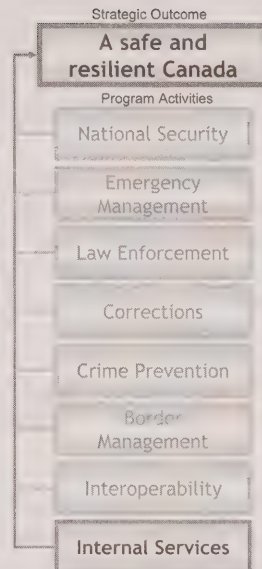 Strategic Outcome
A safe and
resilient Canada
Program Activities
National Security
Emergency
Management
Law Enforcement
Corrections
Crime Prevention
Border
Management
Interoperability
Internal Services